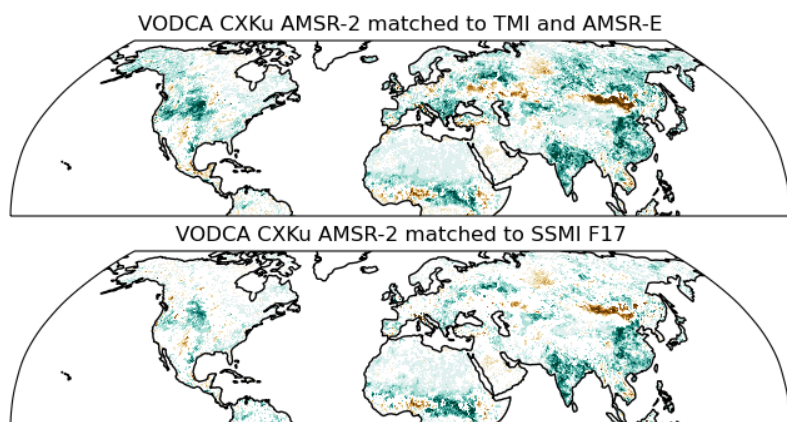 VODCA CXKu AMSR-2 matched to TMI and AMSR-E
VODCA CXKu AMSR-2 matched to SSMI F17